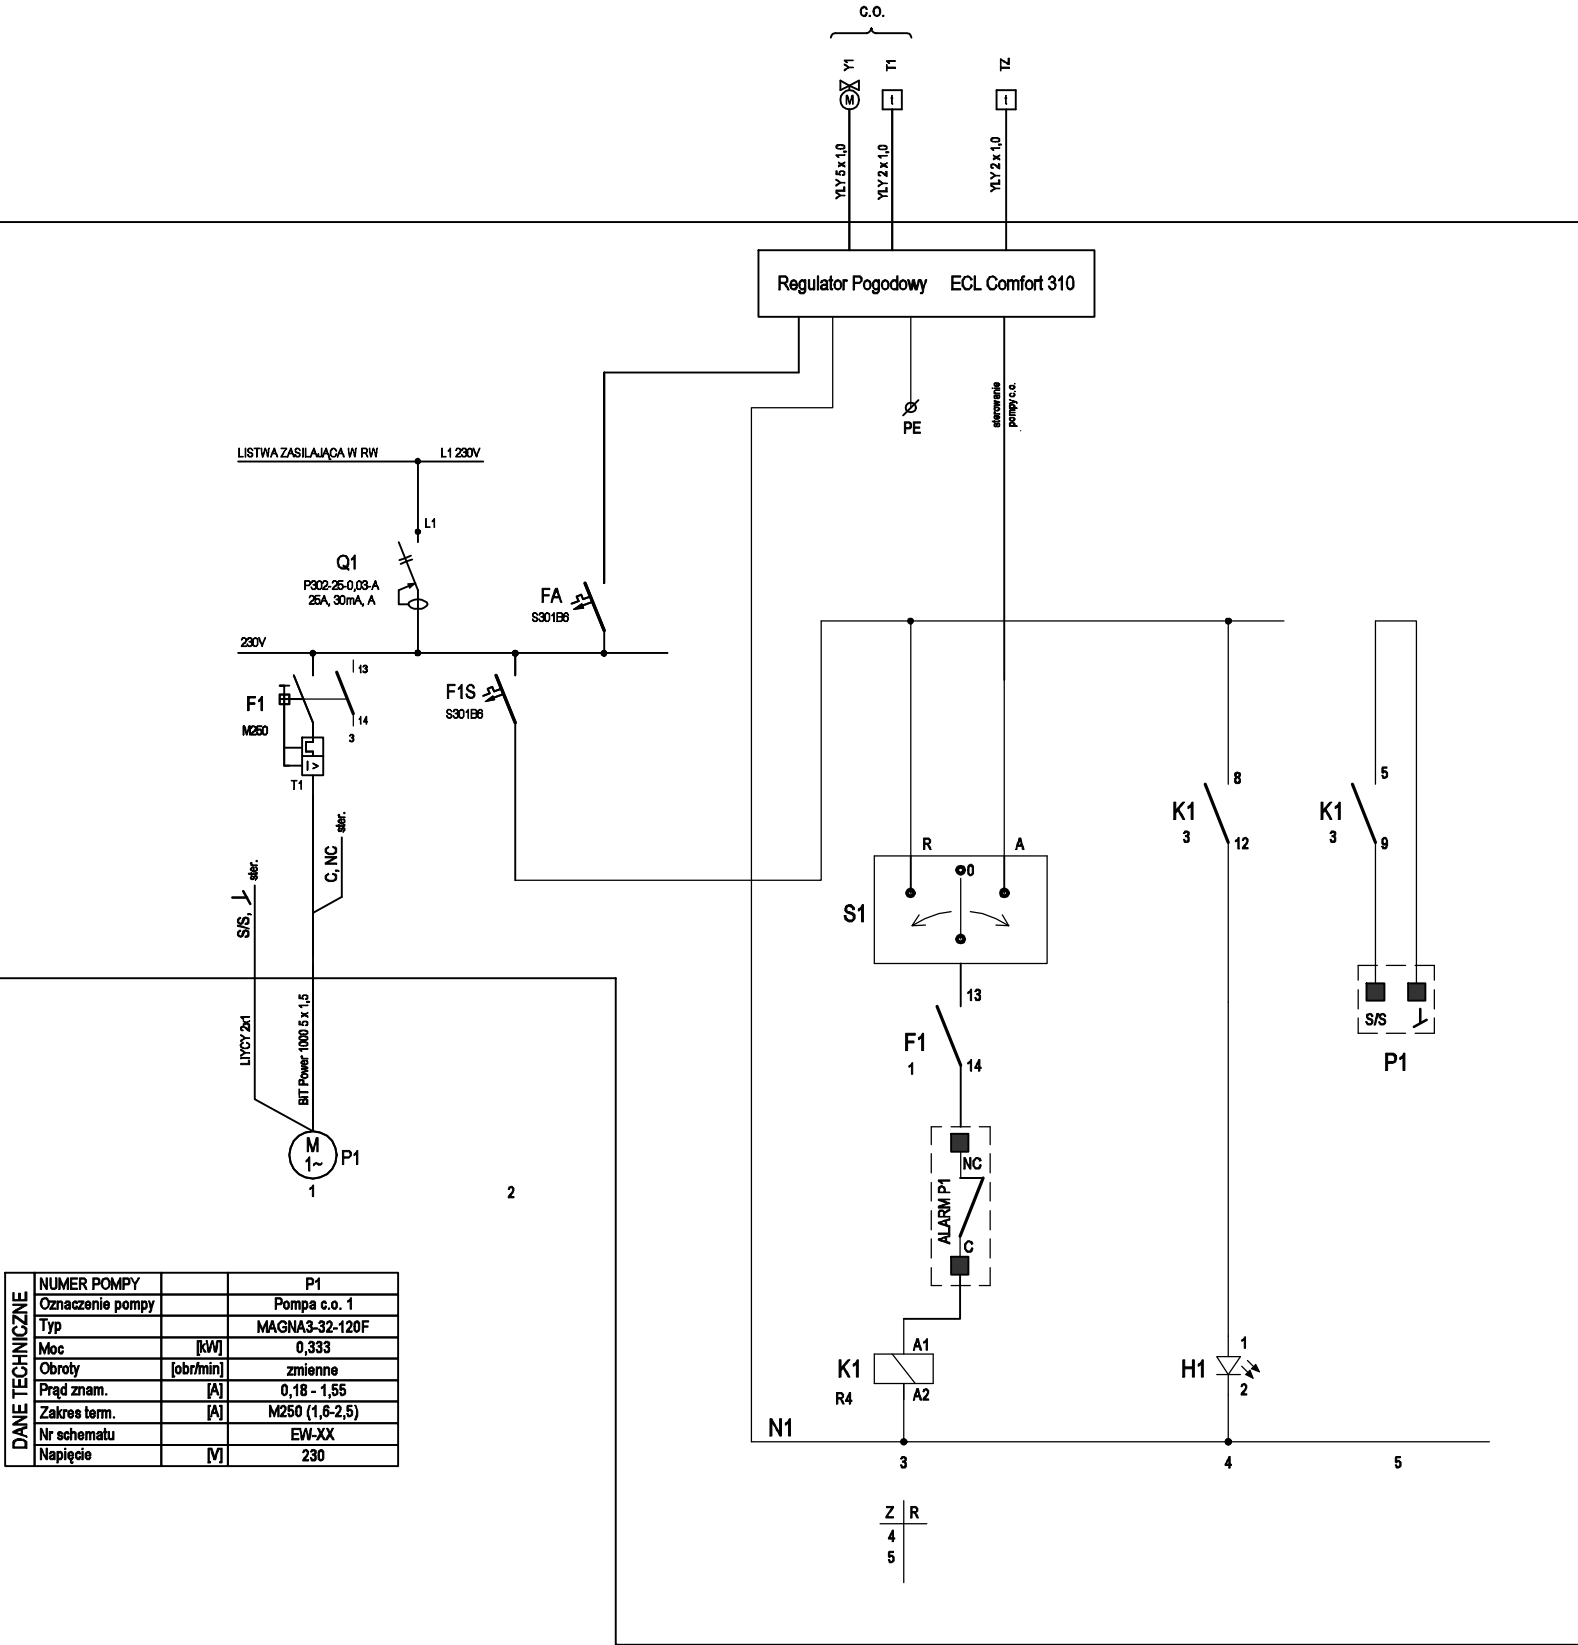 C.O.
Y1
T1
TZ
M
t
t
YLY 5 x 1,0
YLY 2 x 1,0
YLY 2 x 1,0
Regulator Pogodowy ECL Comfort 310
sterowanie
pompy c.o.
PE
LISTWA ZASILAJĄCA W RW L1 230V
L1
Q1
P302-25-0,03-A
25A, 30mA, A
FA
S301B6
230V
13
F1
M250
14
3
I >
T1
F1S
S301B6
C, NC
ster.
S/S,
ster.
LIYCY 2x1
BiT Power 1000 5 x 1,5
M
1~
P1
1
2
R
A
0
S1
13
F1
1
14
NC
ALARM P1
C
A1
K1
R4
A2
N1
3
Z R
4
5
8
K1
3
12
1
H1
2
4
5
K1
3
9
S/S
P1
5
DANE TECHNICZNE
NUMER POMPY P1
Oznaczenie pompy Pompa c.o. 1
Typ MAGNA3-32-120F
Moc [kW] 0,333
Obroty [obr/min] zmienne
Prąd znam. [A] 0,18 - 1,55
Zakres term. [A] M250 (1,6-2,5)
Nr schematu EW-XX
Napięcie [V] 230